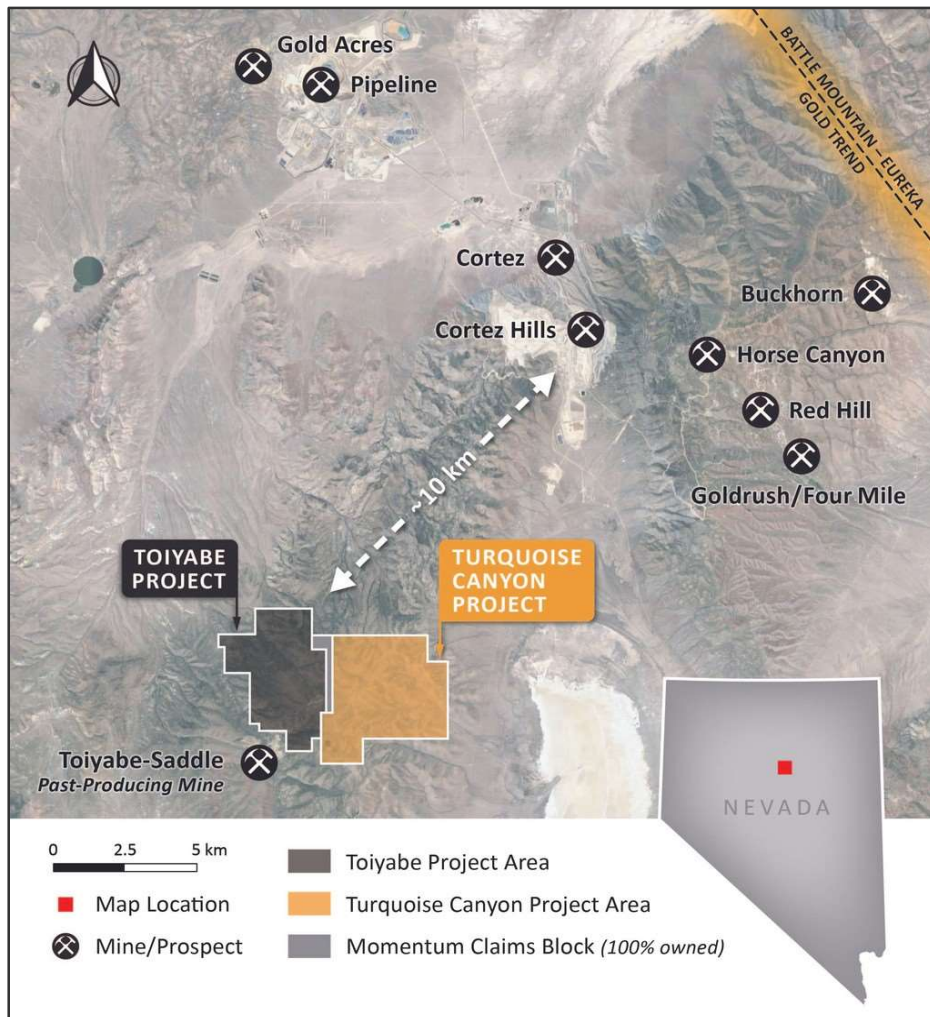 Gold Acres
Pipeline
BATTLE MOUNTAIN – EUREKA
GOLD TREND
Cortez
Buckhorn
Cortez Hills
Horse Canyon
Red Hill
Goldrush/Four Mile
~10 km
TOIYABE
PROJECT
TURQUOISE
CANYON
PROJECT
Toiyabe-Saddle
Past-Producing Mine
NEVADA
0 2.5 5 km
Map Location
Mine/Prospect
Toiyabe Project Area
Turquoise Canyon Project Area
Momentum Claims Block (100% owned)